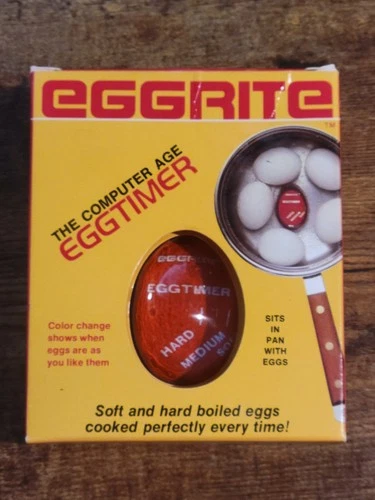 EGGRITE
TM
THE COMPUTER AGE
EGGTIMER
EGGTIMER
HARD
MEDIUM
Color change
shows when
eggs are as
you like them
SITS
IN
PAN
WITH
EGGS
Soft and hard boiled eggs
cooked perfectly every time!